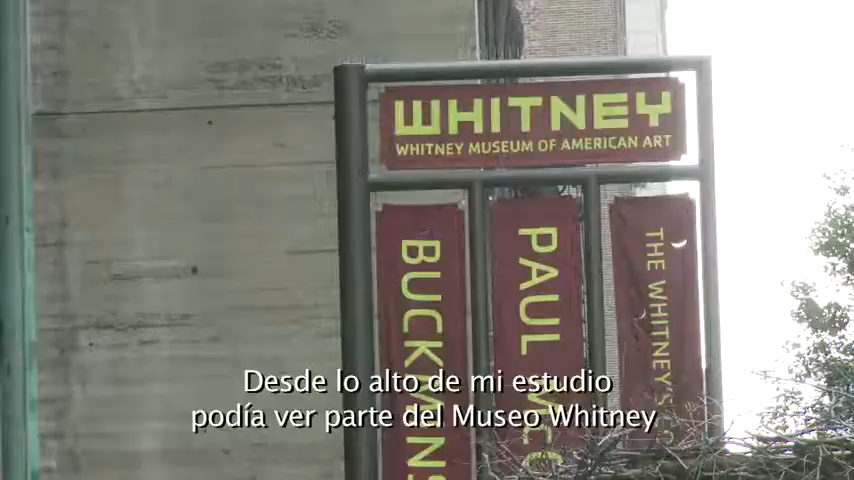 WHITNEY
WHITNEY MUSEUM OF AMERICAN ART
BUCKMINS
PAUL
THE WHITNEY'S
Desde lo alto de mi estudio
podía ver parte del Museo Whitney